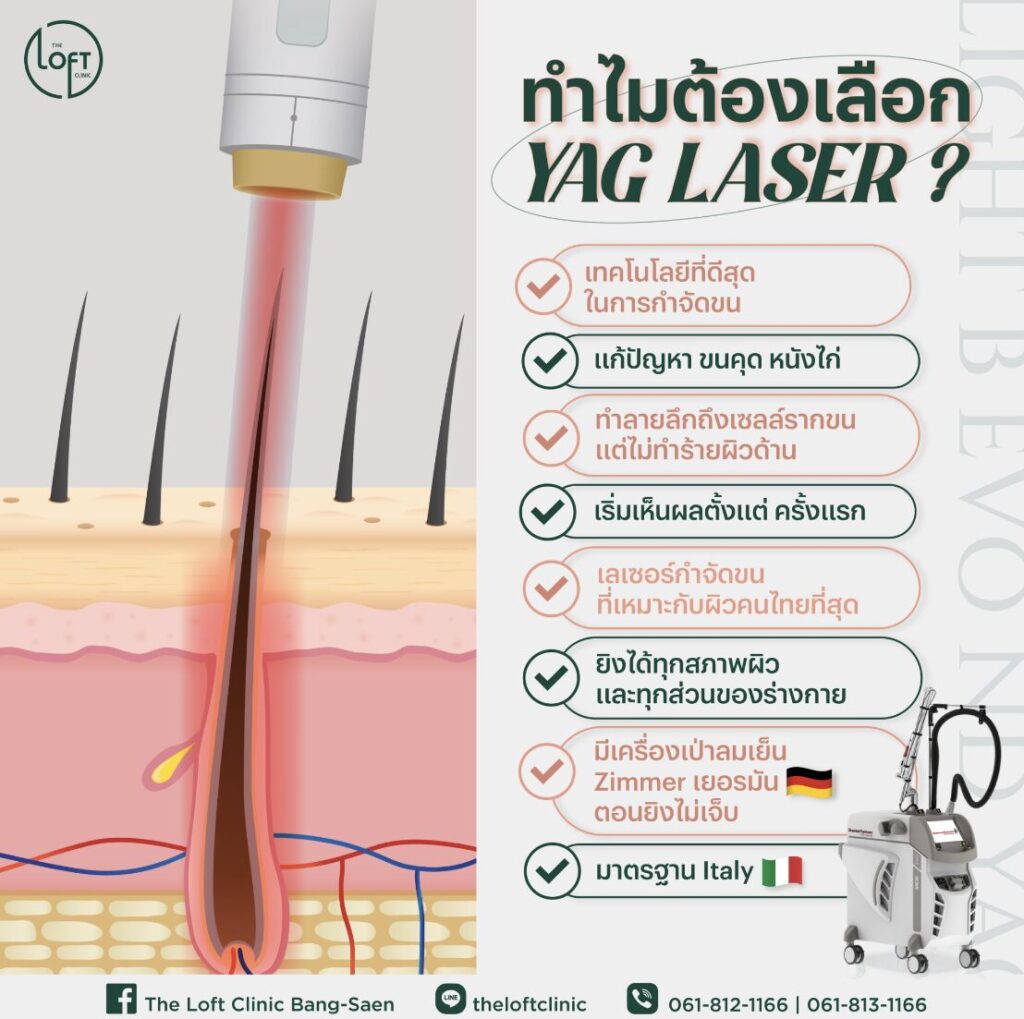 THE
LOFT
CLINIC
ทำไมต้องเลือก
YAG LASER ?
เทคโนโลยีที่ดีสุด
ในการกำจัดขน
แก้ปัญหา ขนคุด หนังไก่
ทำลายลึกถึงเซลล์รากขน
แต่ไม่ทำร้ายผิวด้าน
เริ่มเห็นผลตั้งแต่ ครั้งแรก
เลเซอร์กำจัดขน
ที่เหมาะกับผิวคนไทยที่สุด
ยิงได้ทุกสภาพผิว
และทุกส่วนของร่างกาย
มีเครื่องเป่าลมเย็น
Zimmer เยอรมัน
ตอนยิงไม่เจ็บ
มาตรฐาน Italy
LIGHT B EVO ND YAG
The Loft Clinic Bang-Saen
LINE
theloftclinic
061-812-1166 | 061-813-1166